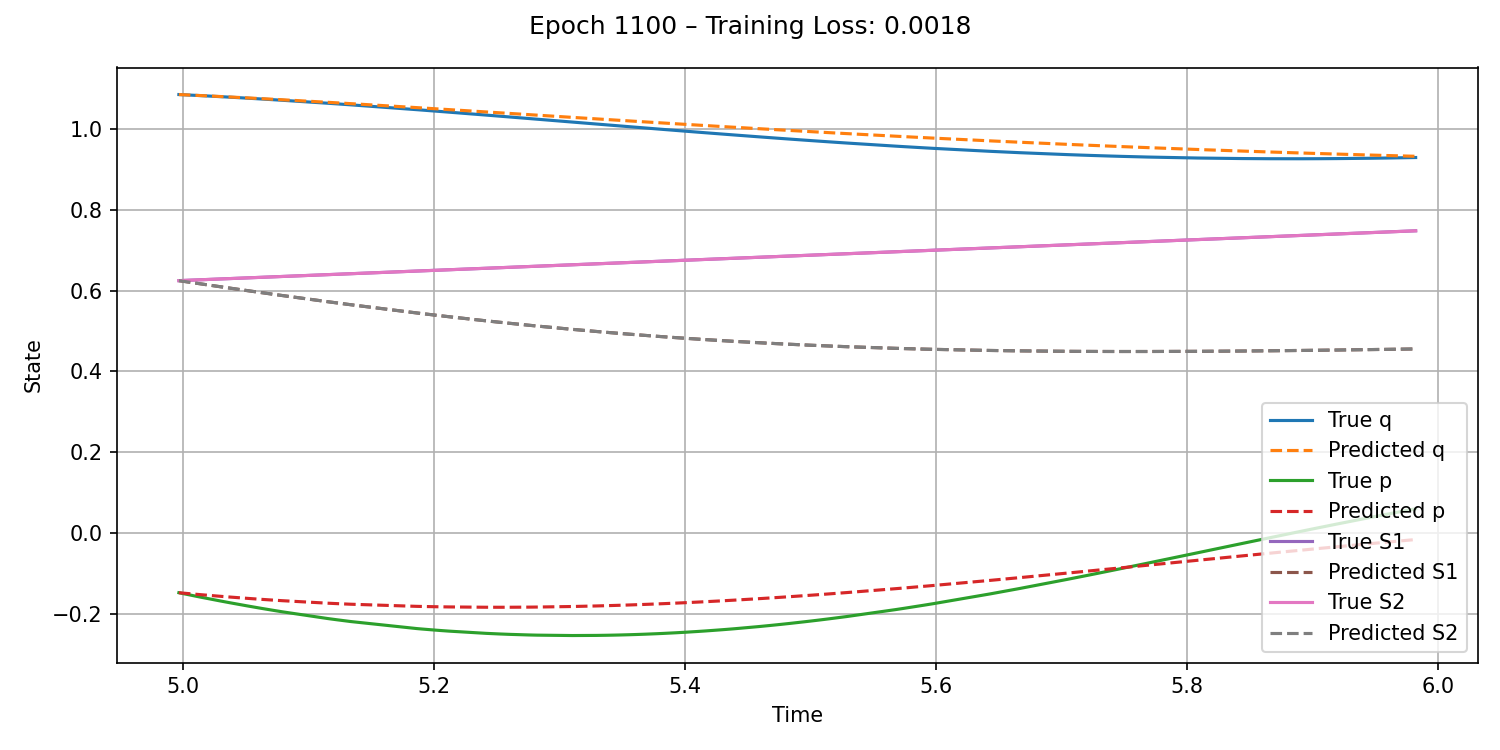 Epoch 1100 – Training Loss: 0.0018
State
1.0
0.8
0.6
0.4
0.2
0.0
−0.2
True q
Predicted q
True p
Predicted p
True S1
Predicted S1
True S2
Predicted S2
5.0 5.2 5.4 5.6 5.8 6.0
Time